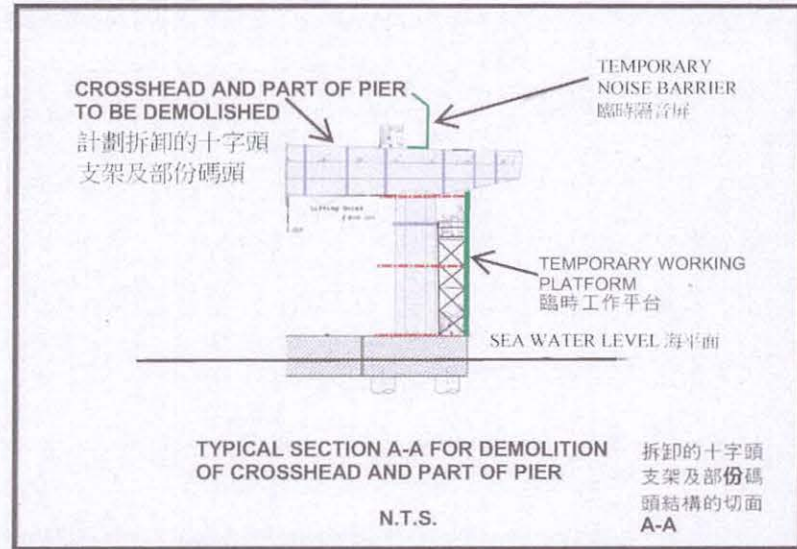 CROSSHEAD AND PART OF PIER
TO BE DEMOLISHED
計劃拆卸的十字頭
支架及部份碼頭
TEMPORARY
NOISE BARRIER
臨時隔音屏
TEMPORARY WORKING
PLATFORM
臨時工作平台
SEA WATER LEVEL 海平面
TYPICAL SECTION A-A FOR DEMOLITION
OF CROSSHEAD AND PART OF PIER
N.T.S.
拆卸的十字頭
支架及部份碼
頭結構的切面
A-A